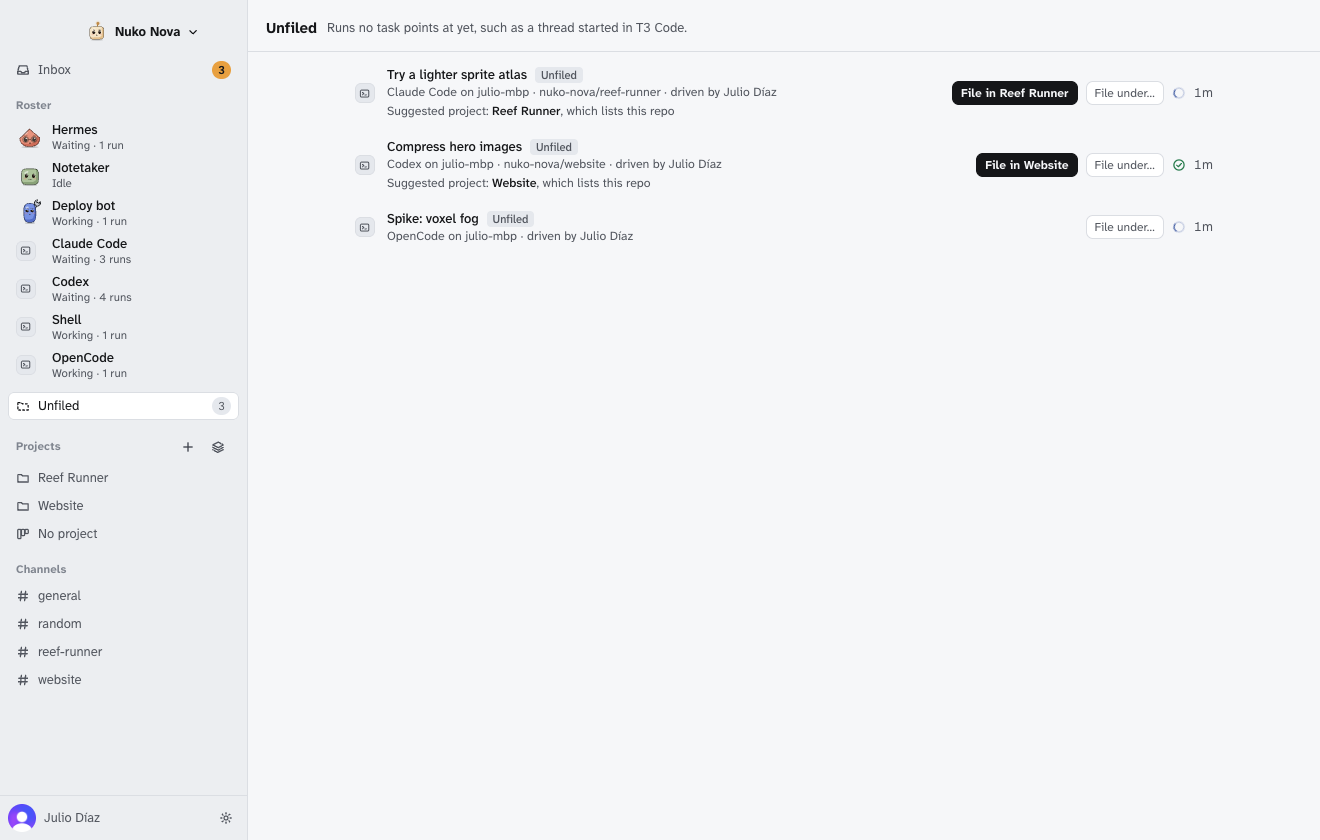 Nuko Nova
Inbox 3
Roster
Hermes
Waiting · 1 run
Notetaker
Idle
Deploy bot
Working · 1 run
Claude Code
Waiting · 3 runs
Codex
Waiting · 4 runs
Shell
Working · 1 run
OpenCode
Working · 1 run
Unfiled 3
Projects
Reef Runner
Website
No project
Channels
# general
# random
# reef-runner
# website
Julio Díaz
Unfiled Runs no task points at yet, such as a thread started in T3 Code.
Try a lighter sprite atlas Unfiled
Claude Code on julio-mbp · nuko-nova/reef-runner · driven by Julio Díaz
Suggested project: Reef Runner, which lists this repo
File in Reef Runner File under... 1m
Compress hero images Unfiled
Codex on julio-mbp · nuko-nova/website · driven by Julio Díaz
Suggested project: Website, which lists this repo
File in Website File under... 1m
Spike: voxel fog Unfiled
OpenCode on julio-mbp · driven by Julio Díaz
File under... 1m